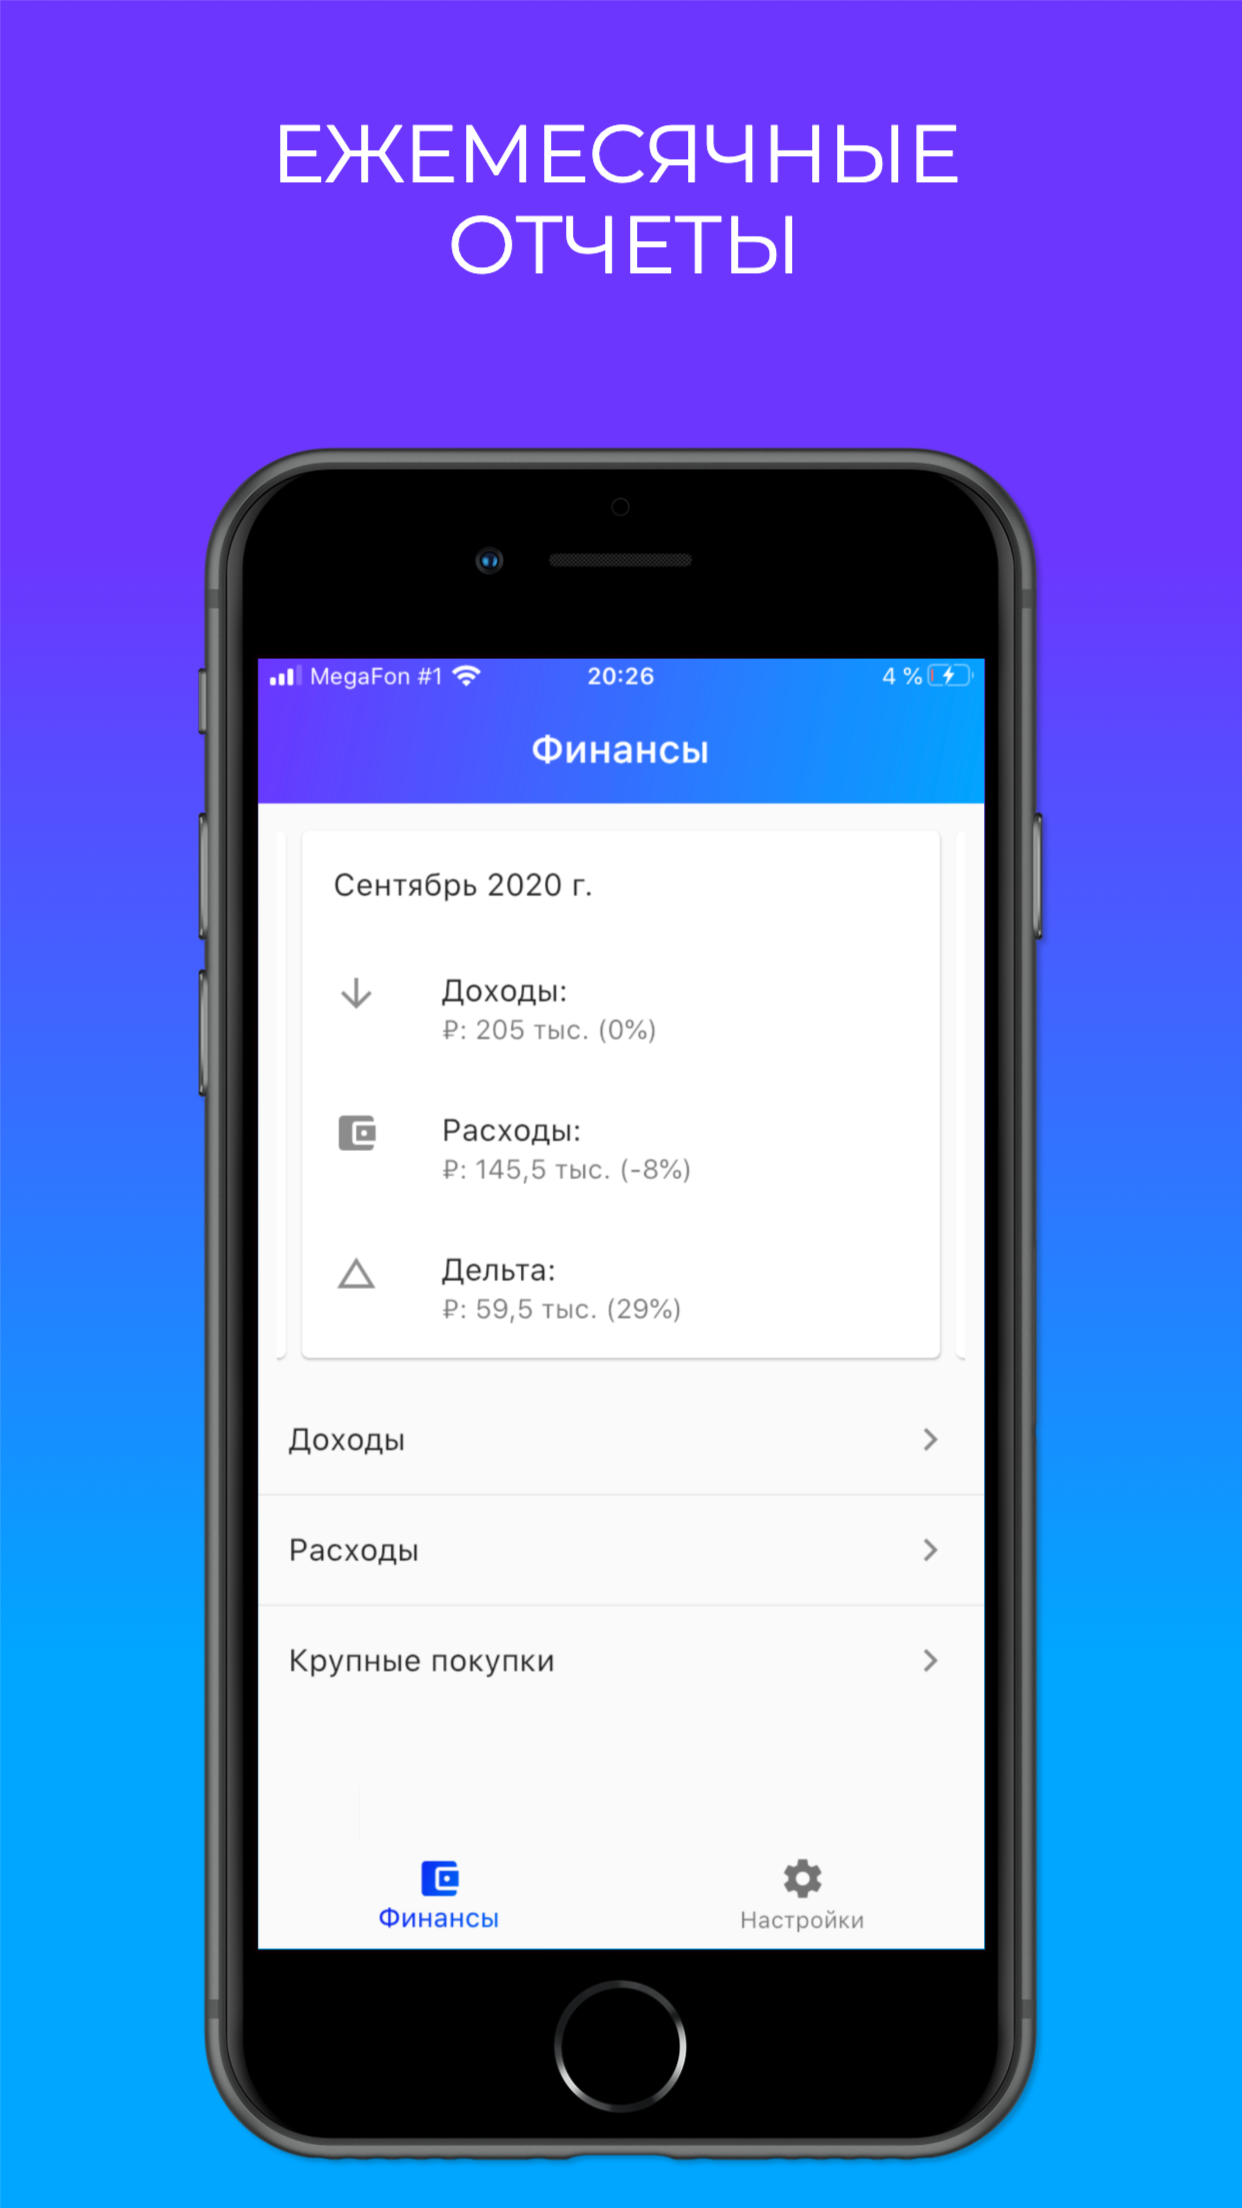 ЕЖЕМЕСЯЧНЫЕ
ОТЧЕТЫ
MegaFon #1 20:26 4 %
Финансы
Сентябрь 2020 г.
Доходы:
₽: 205 тыс. (0%)
Расходы:
₽: 145,5 тыс. (-8%)
Дельта:
₽: 59,5 тыс. (29%)
Доходы
Расходы
Крупные покупки
Финансы Настройки